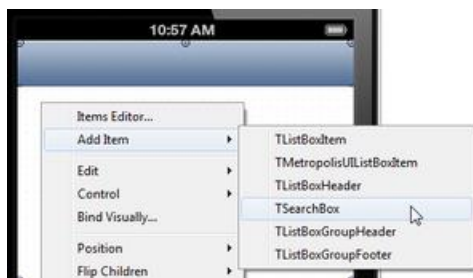 10:57 AM
Items Editor...
Add Item
Edit
Control
Bind Visually...
Position
Flip Children
TListBoxItem
TMetropolisUIListBoxItem
TListBoxHeader
TSearchBox
TListBoxGroupHeader
TListBoxGroupFooter